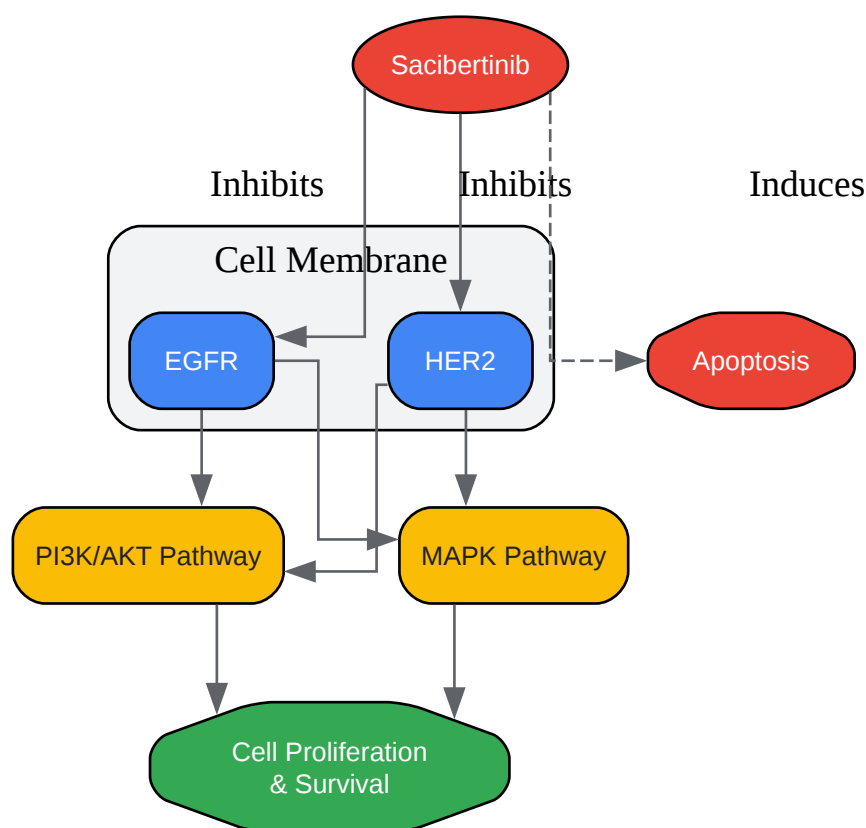 Sacibertinib
Inhibits
Inhibits
Induces
Cell Membrane
EGFR
HER2
Apoptosis
PI3K/AKT Pathway
MAPK Pathway
Cell Proliferation
& Survival